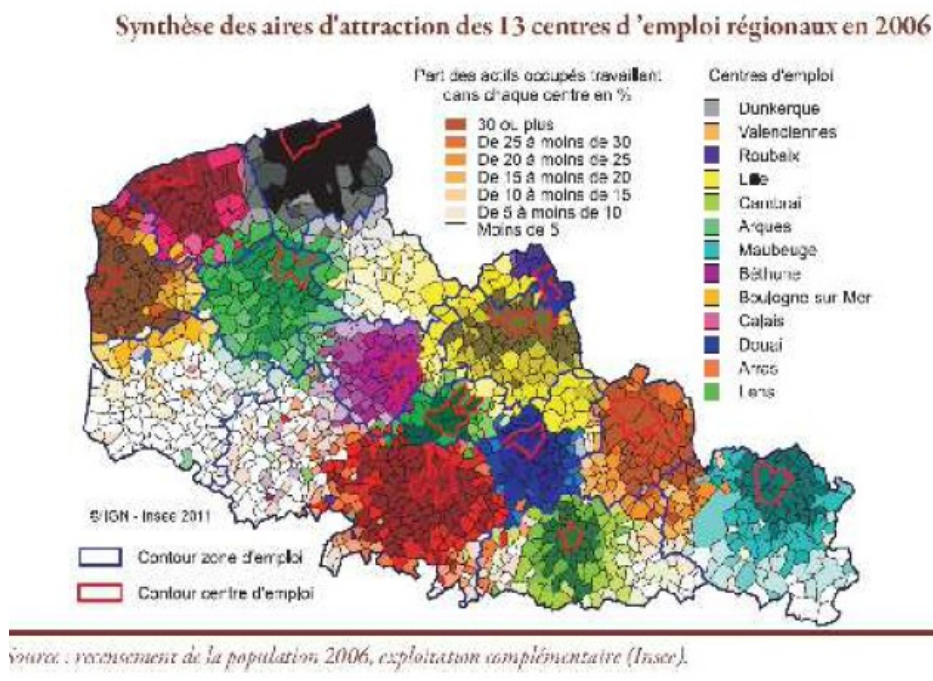 Synthèse des aires d'attraction des 13 centres d'emploi régionaux en 2006
Part des actifs occupés travaillant
dans chaque centre en %
30 ou plus
De 25 à moins de 30
De 20 à moins de 25
De 15 à moins de 20
De 10 à moins de 15
De 5 à moins de 10
Moins de 5
Centres d'emploi
Dunkerque
Valenciennes
Roubaix
Lille
Cambrai
Arques
Maubeuge
Béthune
Boulogne sur Mer
Calais
Douai
Arras
Lens
©IGN - Insee 2011
Contour zone d'emploi
Contour centre d'emploi
Source : recensement de la population 2006, exploitation complémentaire (Insee).